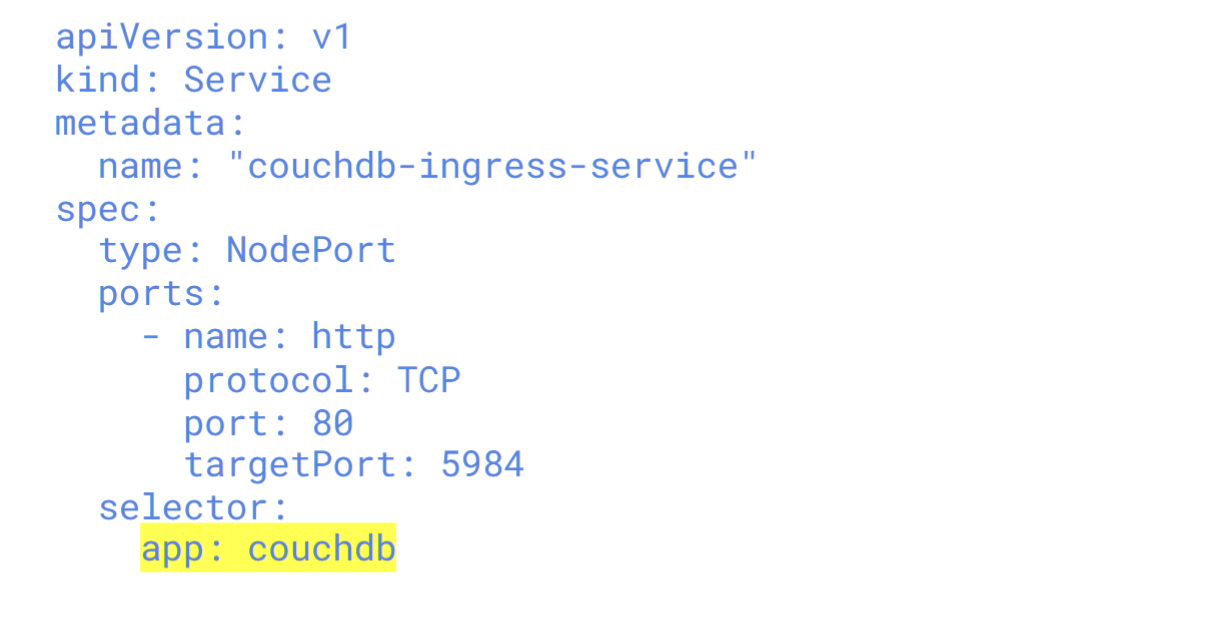 apiVersion: v1
kind: Service
metadata:
  name: "couchdb-ingress-service"
spec:
  type: NodePort
  ports:
    - name: http
      protocol: TCP
      port: 80
      targetPort: 5984
  selector:
    app: couchdb